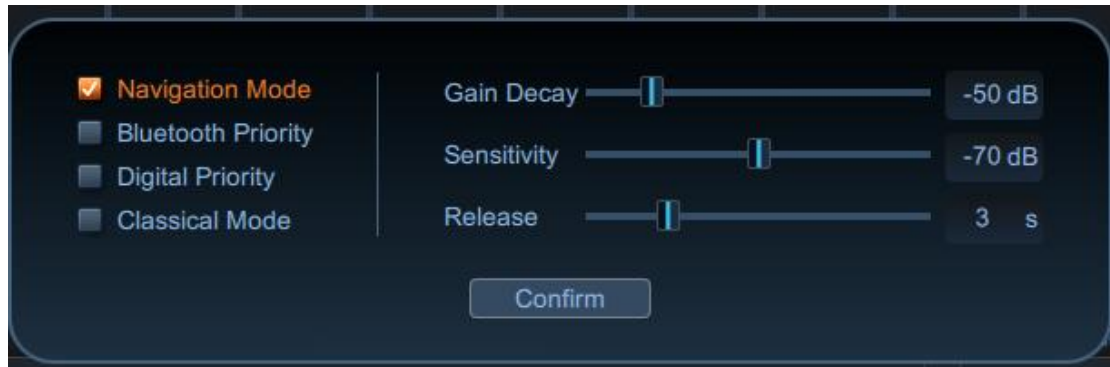 Navigation Mode
Bluetooth Priority
Digital Priority
Classical Mode
Gain Decay -50 dB
Sensitivity -70 dB
Release 3 s
Confirm